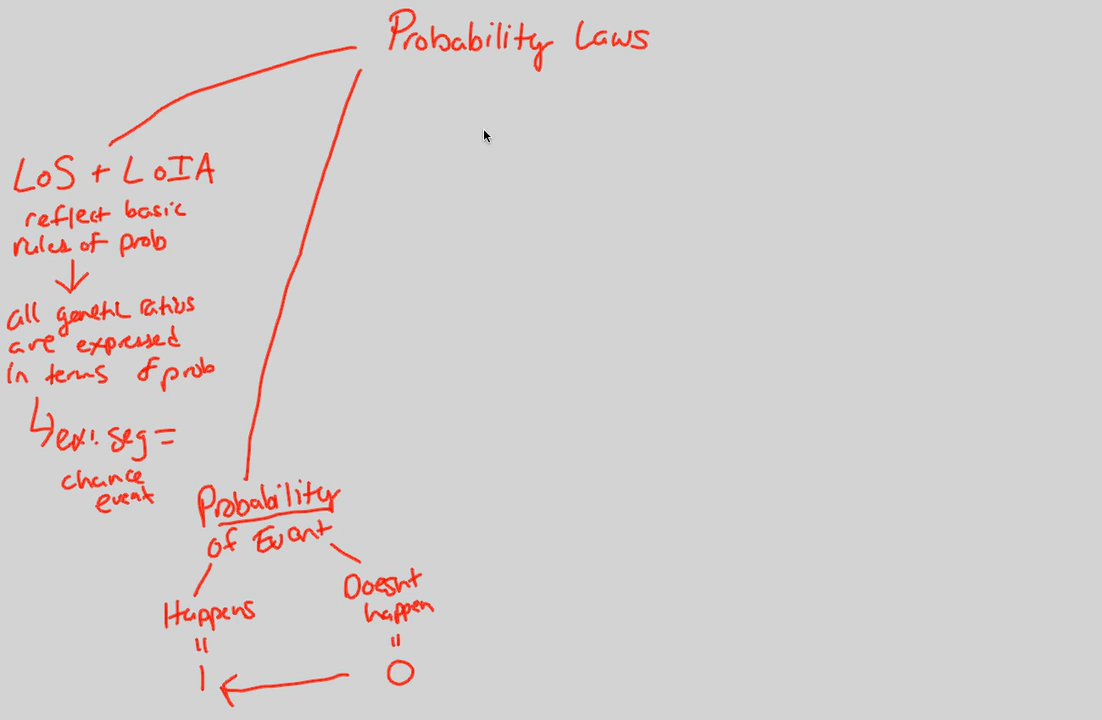 Probability Laws
LoS + LoIA
reflect basic
rules of prob
all genetic ratios
are expressed
in terms of prob
ex: seg =
chance
event
Probability
of Event
Happens
"
1
Doesnt
happen
"
0